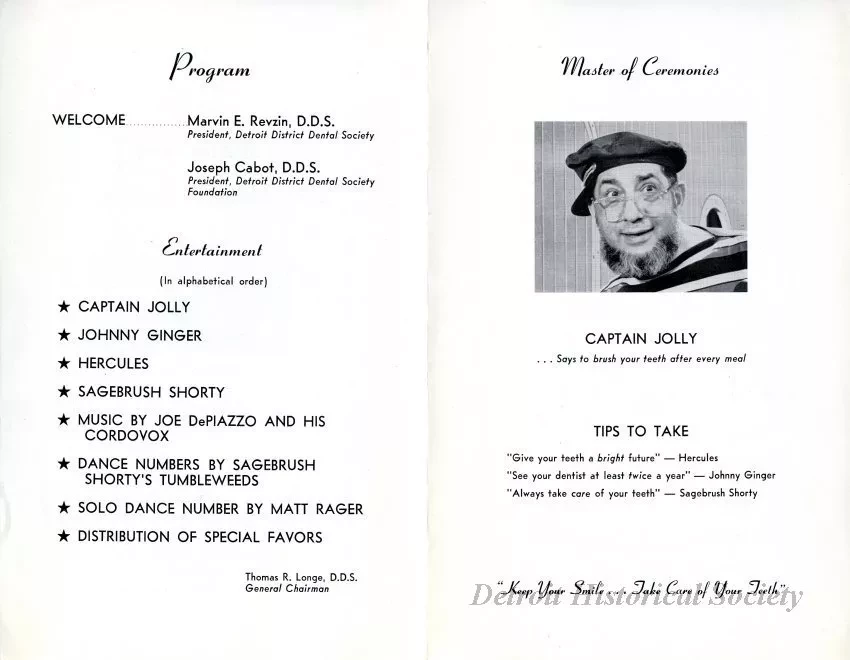 Program
WELCOME................Marvin E. Revzin, D.D.S.
President, Detroit District Dental Society
Joseph Cabot, D.D.S.
President, Detroit District Dental Society
Foundation
Entertainment
(In alphabetical order)
★ CAPTAIN JOLLY
★ JOHNNY GINGER
★ HERCULES
★ SAGEBRUSH SHORTY
★ MUSIC BY JOE DePIAZZO AND HIS
CORDOVOX
★ DANCE NUMBERS BY SAGEBRUSH
SHORTY'S TUMBLEWEEDS
★ SOLO DANCE NUMBER BY MATT RAGER
★ DISTRIBUTION OF SPECIAL FAVORS
Thomas R. Longe, D.D.S.
General Chairman
Master of Ceremonies
CAPTAIN JOLLY
. . . Says to brush your teeth after every meal
TIPS TO TAKE
"Give your teeth a bright future" — Hercules
"See your dentist at least twice a year" — Johnny Ginger
"Always take care of your teeth" — Sagebrush Shorty
"Keep Your Smile . . . Take Care of Your Teeth"
Detroit Historical Society